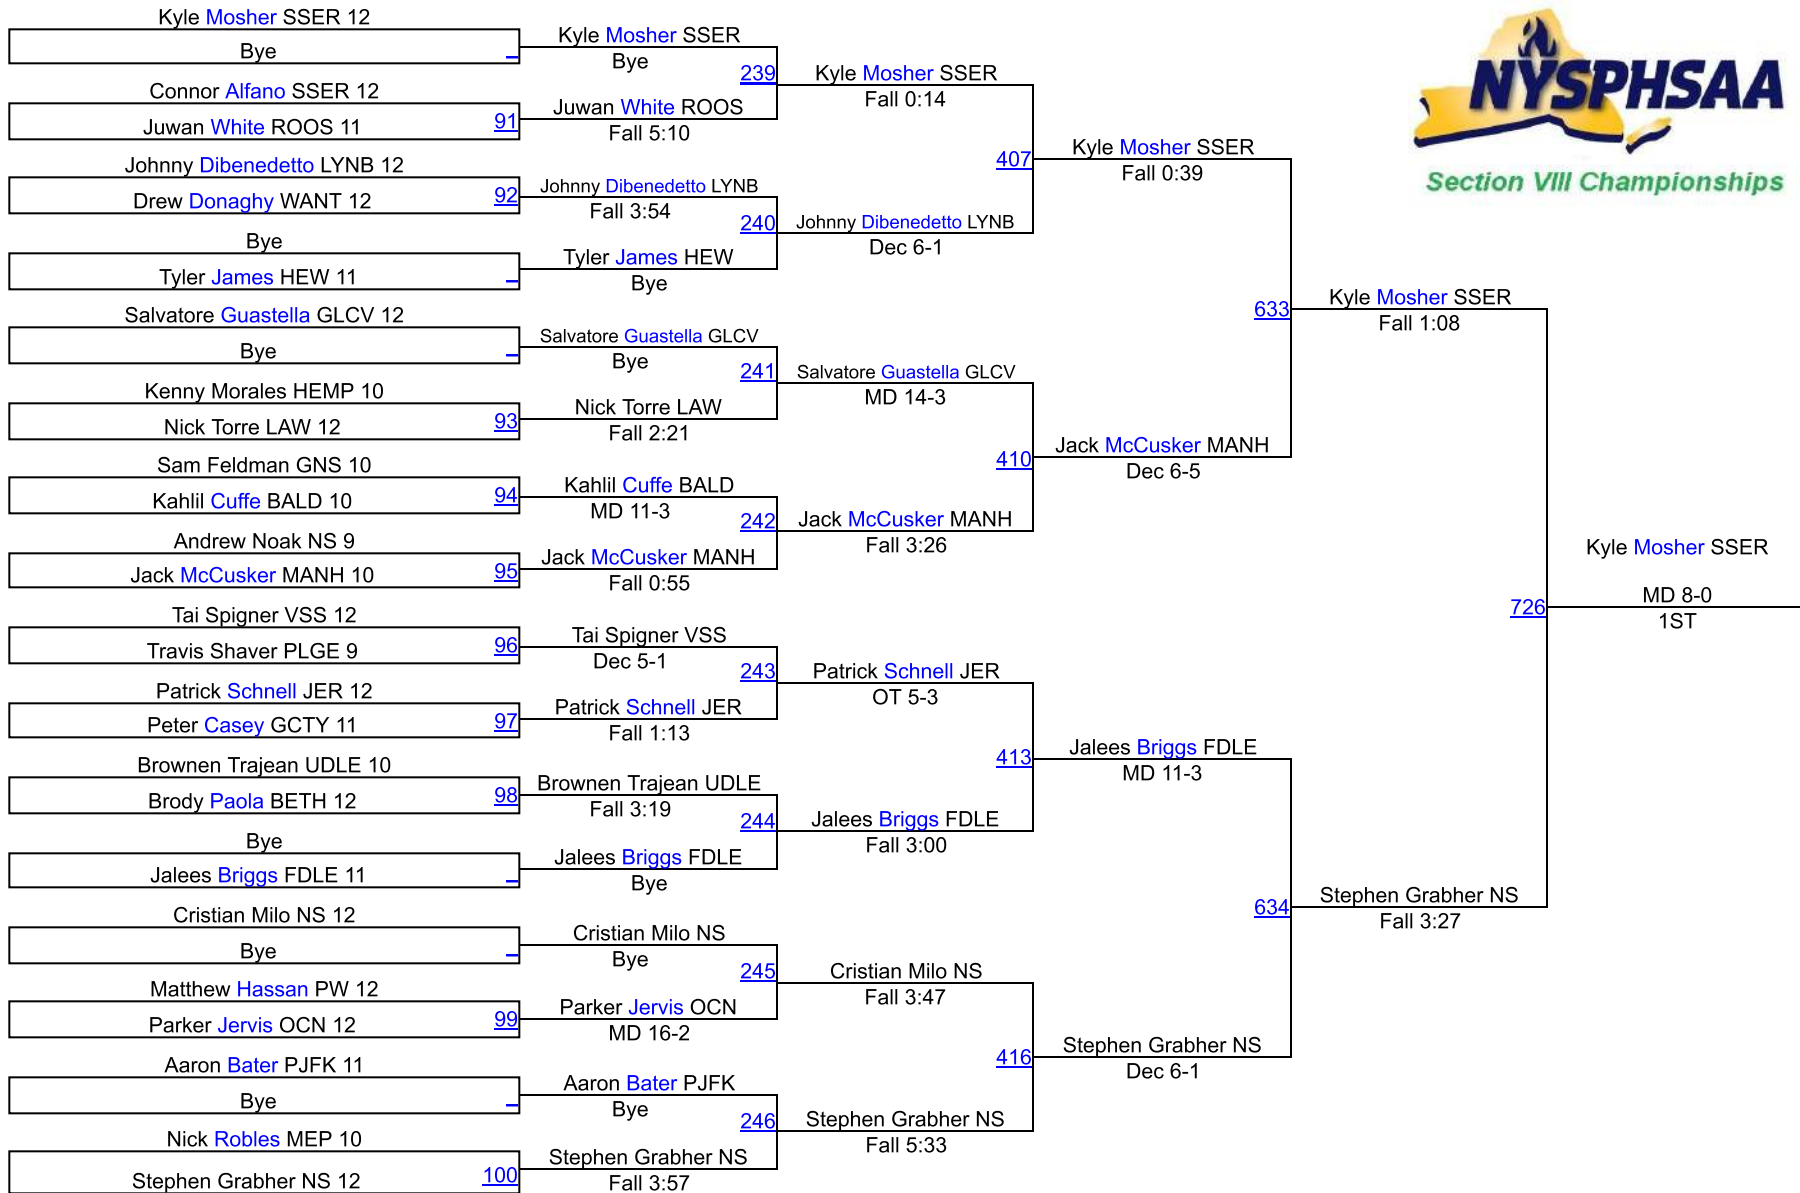 Kyle Mosher SSER 12
Bye
Connor Alfano SSER 12
Juwan White ROOS 11
91
Johnny Dibenedetto LYNB 12
Drew Donaghy WANT 12
92
Bye
Tyler James HEW 11
Salvatore Guastella GLCV 12
Bye
Kenny Morales HEMP 10
Nick Torre LAW 12
93
Sam Feldman GNS 10
Kahlil Cuffe BALD 10
94
Andrew Noak NS 9
Jack McCusker MANH 10
95
Tai Spigner VSS 12
Travis Shaver PLGE 9
96
Patrick Schnell JER 12
Peter Casey GCTY 11
97
Brownen Trajean UDLE 10
Brody Paola BETH 12
98
Bye
Jalees Briggs FDLE 11
Cristian Milo NS 12
Bye
Matthew Hassan PW 12
Parker Jervis OCN 12
99
Aaron Bater PJFK 11
Bye
Nick Robles MEP 10
Stephen Grabher NS 12
100
Kyle Mosher SSER
Bye
239
Juwan White ROOS
Fall 5:10
Johnny Dibenedetto LYNB
Fall 3:54
240
Tyler James HEW
Bye
Salvatore Guastella GLCV
Bye
241
Nick Torre LAW
Fall 2:21
Kahlil Cuffe BALD
MD 11-3
242
Jack McCusker MANH
Fall 0:55
Tai Spigner VSS
Dec 5-1
243
Patrick Schnell JER
Fall 1:13
Brownen Trajean UDLE
Fall 3:19
244
Jalees Briggs FDLE
Bye
Cristian Milo NS
Bye
245
Parker Jervis OCN
MD 16-2
Aaron Bater PJFK
Bye
246
Stephen Grabher NS
Fall 3:57
Kyle Mosher SSER
Fall 0:14
407
Johnny Dibenedetto LYNB
Dec 6-1
Salvatore Guastella GLCV
MD 14-3
410
Jack McCusker MANH
Fall 3:26
Patrick Schnell JER
OT 5-3
413
Jalees Briggs FDLE
Fall 3:00
Cristian Milo NS
Fall 3:47
416
Stephen Grabher NS
Fall 5:33
Kyle Mosher SSER
Fall 0:39
633
Jack McCusker MANH
Dec 6-5
Jalees Briggs FDLE
MD 11-3
634
Stephen Grabher NS
Dec 6-1
Kyle Mosher SSER
Fall 1:08
726
Stephen Grabher NS
Fall 3:27
Kyle Mosher SSER
MD 8-0
1ST
NYSPHSAA
Section VIII Championships